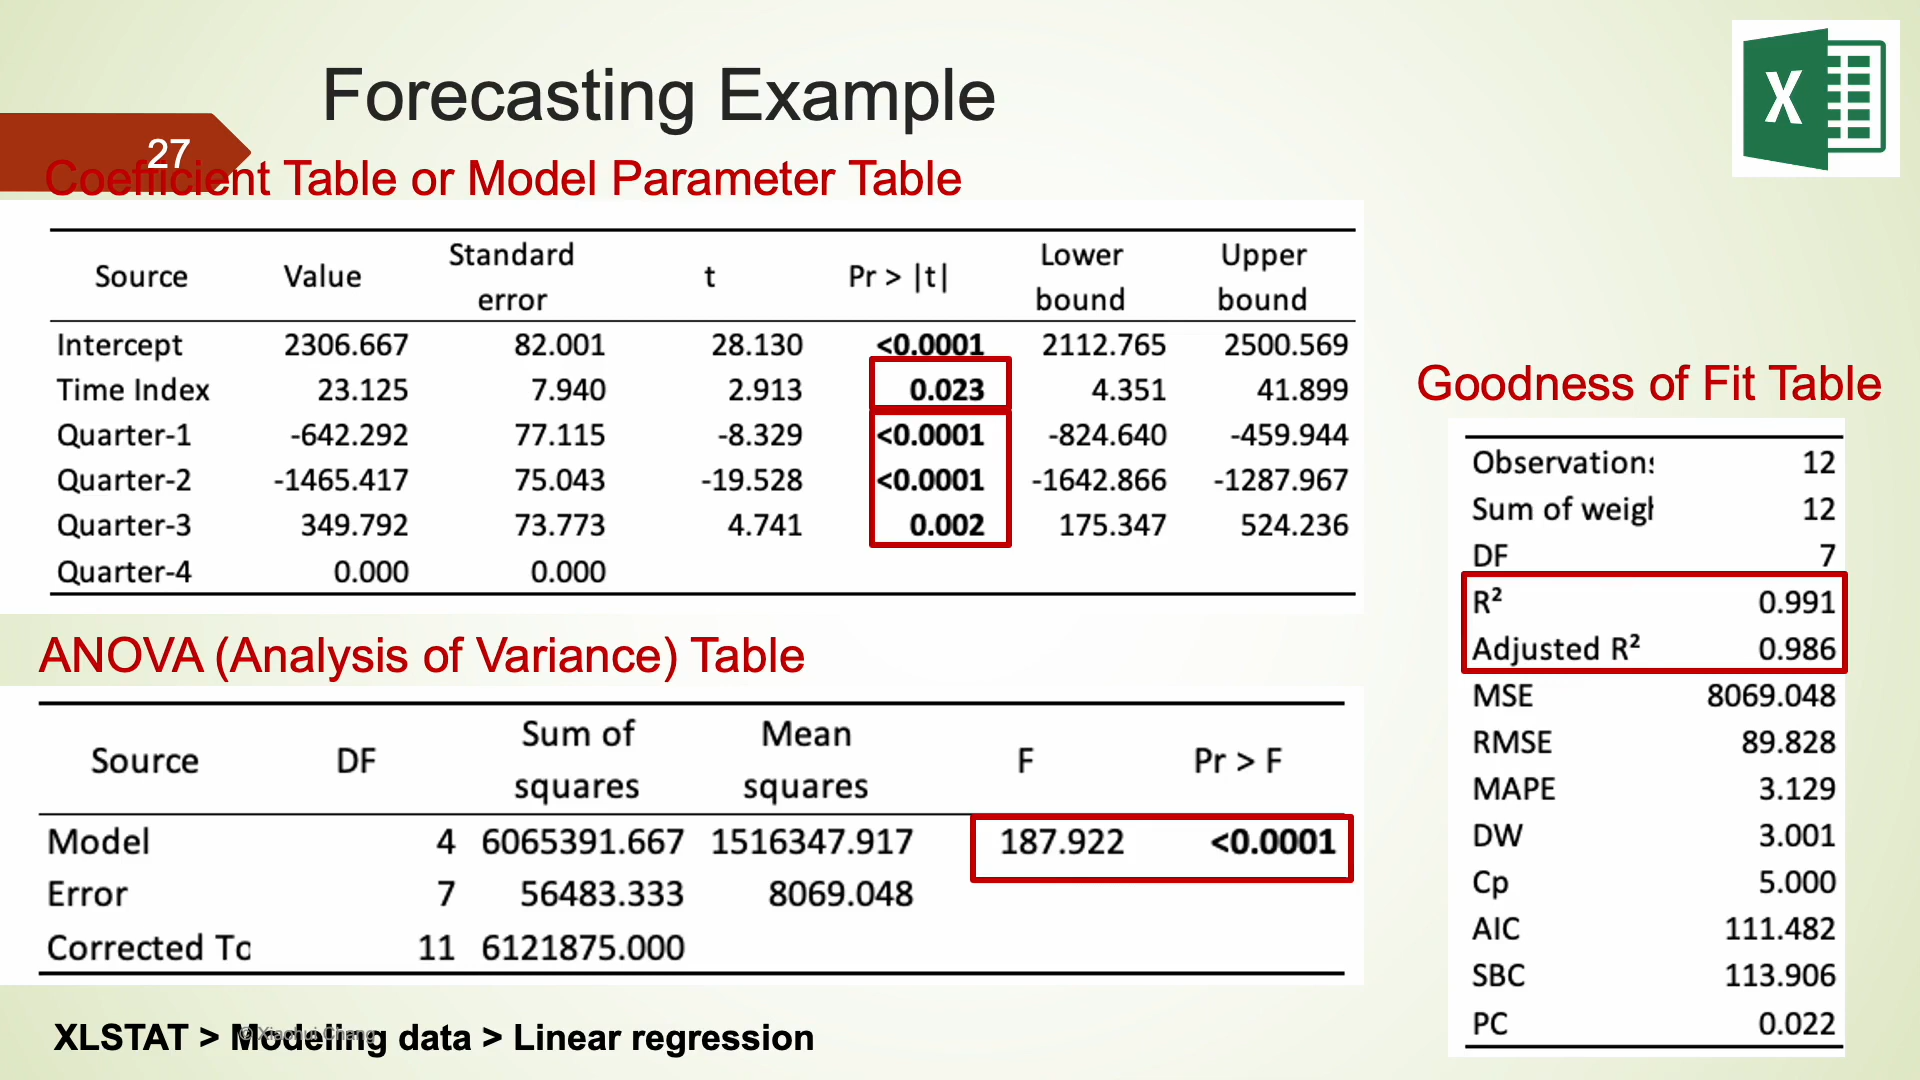 Forecasting Example
27
Coefficient Table or Model Parameter Table
Source Value Standard error t Pr > |t| Lower bound Upper bound
Intercept 2306.667 82.001 28.130 <0.0001 2112.765 2500.569
Time Index 23.125 7.940 2.913 0.023 4.351 41.899
Quarter-1 -642.292 77.115 -8.329 <0.0001 -824.640 -459.944
Quarter-2 -1465.417 75.043 -19.528 <0.0001 -1642.866 -1287.967
Quarter-3 349.792 73.773 4.741 0.002 175.347 524.236
Quarter-4 0.000 0.000
ANOVA (Analysis of Variance) Table
Source DF Sum of squares Mean squares F Pr > F
Model 4 6065391.667 1516347.917 187.922 <0.0001
Error 7 56483.333 8069.048
Corrected To 11 6121875.000
XLSTAT > Modeling data > Linear regression
© Xiaohui Chang
X
Goodness of Fit Table
Observations 12
Sum of weigh 12
DF 7
R² 0.991
Adjusted R² 0.986
MSE 8069.048
RMSE 89.828
MAPE 3.129
DW 3.001
Cp 5.000
AIC 111.482
SBC 113.906
PC 0.022